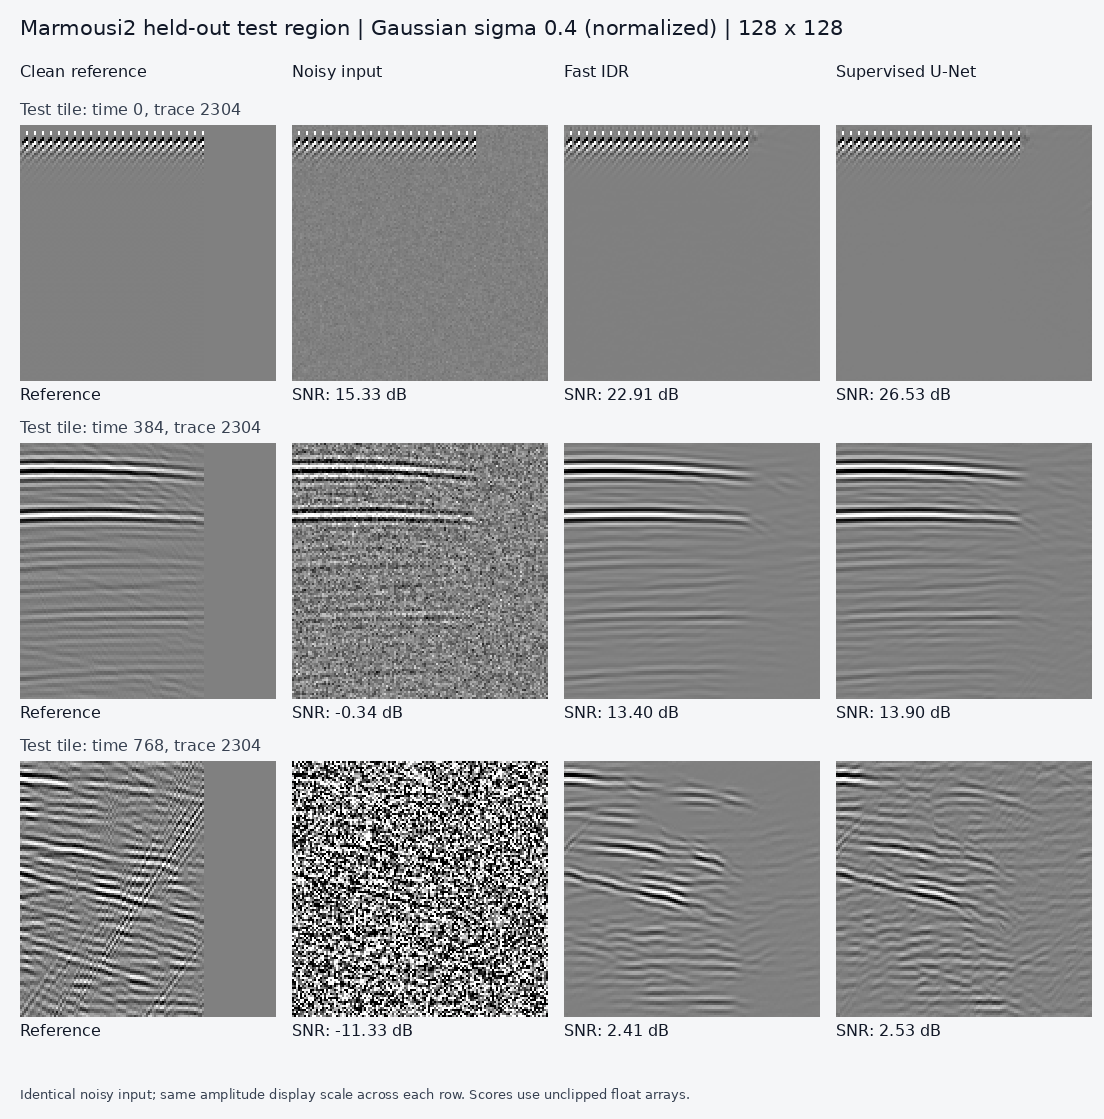 Marmousi2 held-out test region | Gaussian sigma 0.4 (normalized) | 128 x 128
Clean reference Noisy input Fast IDR Supervised U-Net
Test tile: time 0, trace 2304
Reference SNR: 15.33 dB SNR: 22.91 dB SNR: 26.53 dB
Test tile: time 384, trace 2304
Reference SNR: -0.34 dB SNR: 13.40 dB SNR: 13.90 dB
Test tile: time 768, trace 2304
Reference SNR: -11.33 dB SNR: 2.41 dB SNR: 2.53 dB
Identical noisy input; same amplitude display scale across each row. Scores use unclipped float arrays.